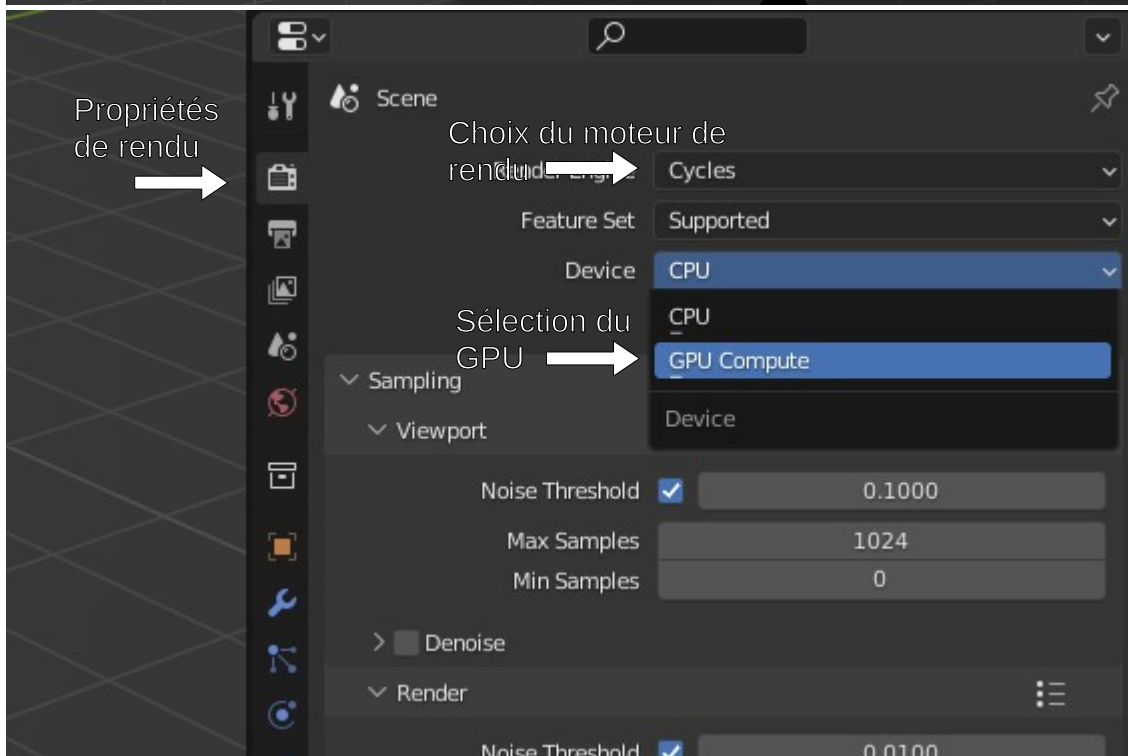 Scene
Propriétés
de rendu
Choix du moteur de
rendu
Render Engine
Cycles
Feature Set
Supported
Device
CPU
CPU
Sélection du
GPU
GPU Compute
Device
Sampling
Viewport
Noise Threshold
0.1000
Max Samples
1024
Min Samples
0
Denoise
Render
Noise Threshold
0.0100